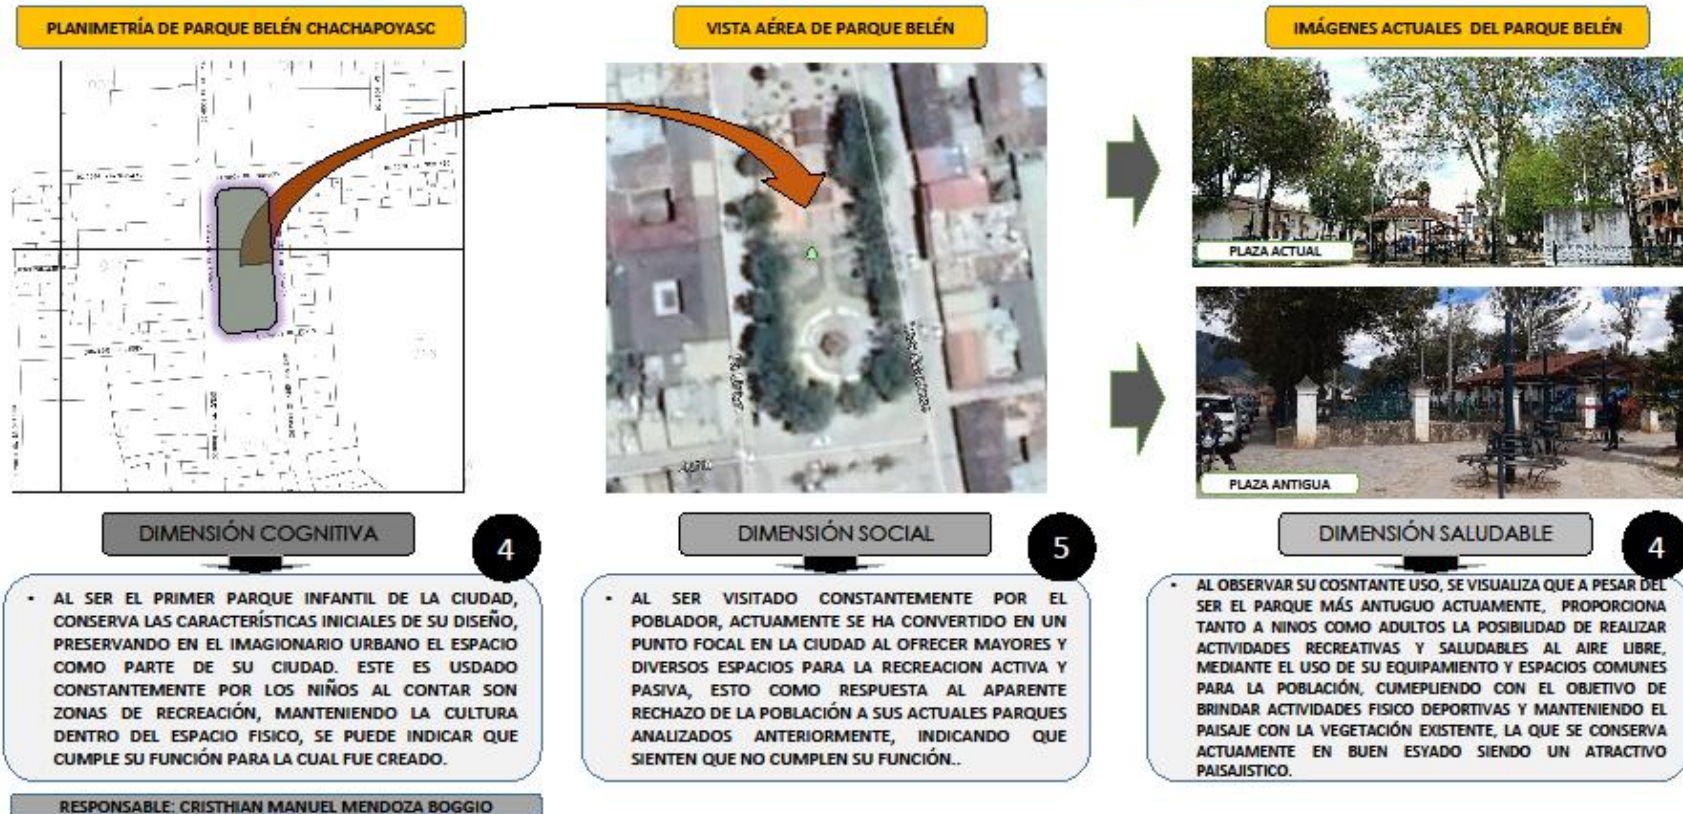 PLANIMETRÍA DE PARQUE BELÉN CHACHAPOYASC
VISTA AÉREA DE PARQUE BELÉN
IMÁGENES ACTUALES DEL PARQUE BELÉN
PLAZA ACTUAL
PLAZA ANTIGUA
DIMENSIÓN COGNITIVA
4
• AL SER EL PRIMER PARQUE INFANTIL DE LA CIUDAD,
CONSERVA LAS CARACTERÍSTICAS INICIALES DE SU DISEÑO,
PRESERVANDO EN EL IMAGIONARIO URBANO EL ESPACIO
COMO PARTE DE SU CIUDAD. ESTE ES USDADO
CONSTANTEMENTE POR LOS NIÑOS AL CONTAR SON
ZONAS DE RECREACIÓN, MANTENIENDO LA CULTURA
DENTRO DEL ESPACIO FISICO, SE PUEDE INDICAR QUE
CUMPLE SU FUNCIÓN PARA LA CUAL FUE CREADO.
DIMENSIÓN SOCIAL
5
• AL SER VISITADO CONSTANTEMENTE POR EL
POBLADOR, ACTUAMENTE SE HA CONVERTIDO EN UN
PUNTO FOCAL EN LA CIUDAD AL OFRECER MAYORES Y
DIVERSOS ESPACIOS PARA LA RECREACION ACTIVA Y
PASIVA, ESTO COMO RESPUESTA AL APARENTE
RECHAZO DE LA POBLACIÓN A SUS ACTUALES PARQUES
ANALIZADOS ANTERIORMENTE, INDICANDO QUE
SIENTEN QUE NO CUMPLEN SU FUNCIÓN..
DIMENSIÓN SALUDABLE
4
• AL OBSERVAR SU COSNTANTE USO, SE VISUALIZA QUE A PESAR DEL
SER EL PARQUE MÁS ANTUGUO ACTUAMENTE, PROPORCIONA
TANTO A NINOS COMO ADULTOS LA POSIBILIDAD DE REALIZAR
ACTIVIDADES RECREATIVAS Y SALUDABLES AL AIRE LIBRE,
MEDIANTE EL USO DE SU EQUIPAMIENTO Y ESPACIOS COMUNES
PARA LA POBLACIÓN, CUMEPLIENDO CON EL OBJETIVO DE
BRINDAR ACTIVIDADES FISICO DEPORTIVAS Y MANTENIENDO EL
PAISAJE CON LA VEGETACIÓN EXISTENTE, LA QUE SE CONSERVA
ACTUAMENTE EN BUEN ESYADO SIENDO UN ATRACTIVO
PAISAJISTICO.
RESPONSABLE: CRISTHIAN MANUEL MENDOZA BOGGIO